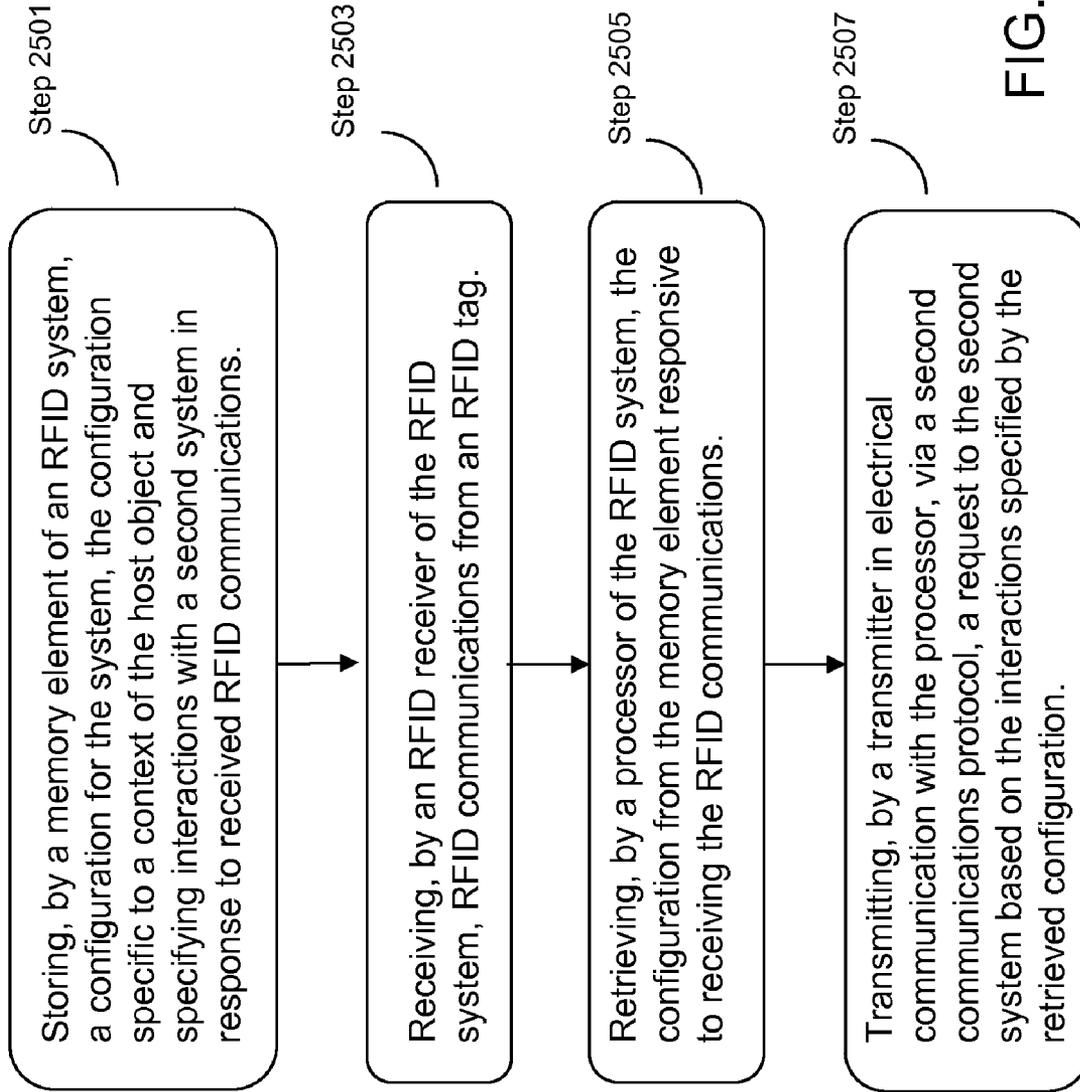 Step 2501
Storing, by a memory element of an RFID system,
a configuration for the system, the configuration
specific to a context of the host object and
specifying interactions with a second system in
response to received RFID communications.
Step 2503
Receiving, by an RFID receiver of the RFID
system, RFID communications from an RFID tag.
Step 2505
Retrieving, by a processor of the RFID system, the
configuration from the memory element responsive
to receiving the RFID communications.
Step 2507
Transmitting, by a transmitter in electrical
communication with the processor, via a second
communications protocol, a request to the second
system based on the interactions specified by the
retrieved configuration.
FIG.